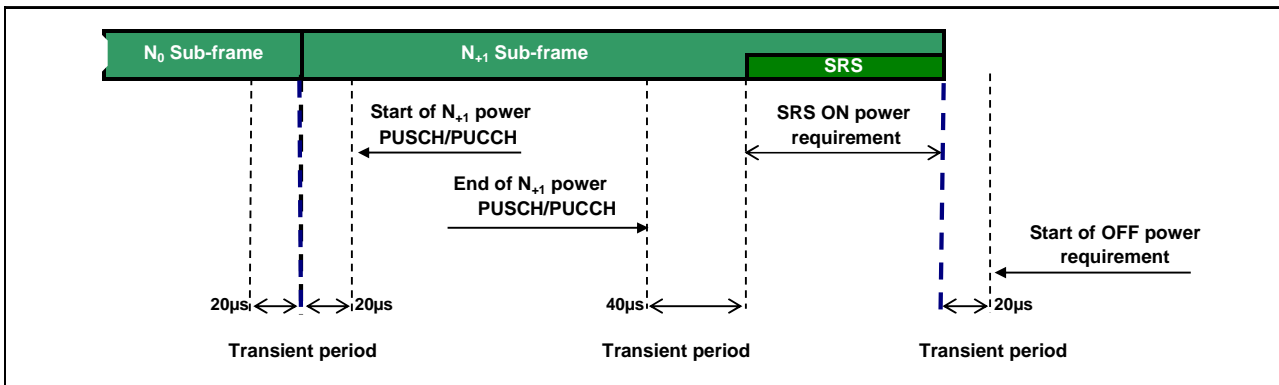 N0 Sub-frame
N+1 Sub-frame
SRS
Start of N+1 power
PUSCH/PUCCH
SRS ON power
requirement
End of N+1 power
PUSCH/PUCCH
Start of OFF power
requirement
20µs
20µs
40µs
20µs
Transient period
Transient period
Transient period